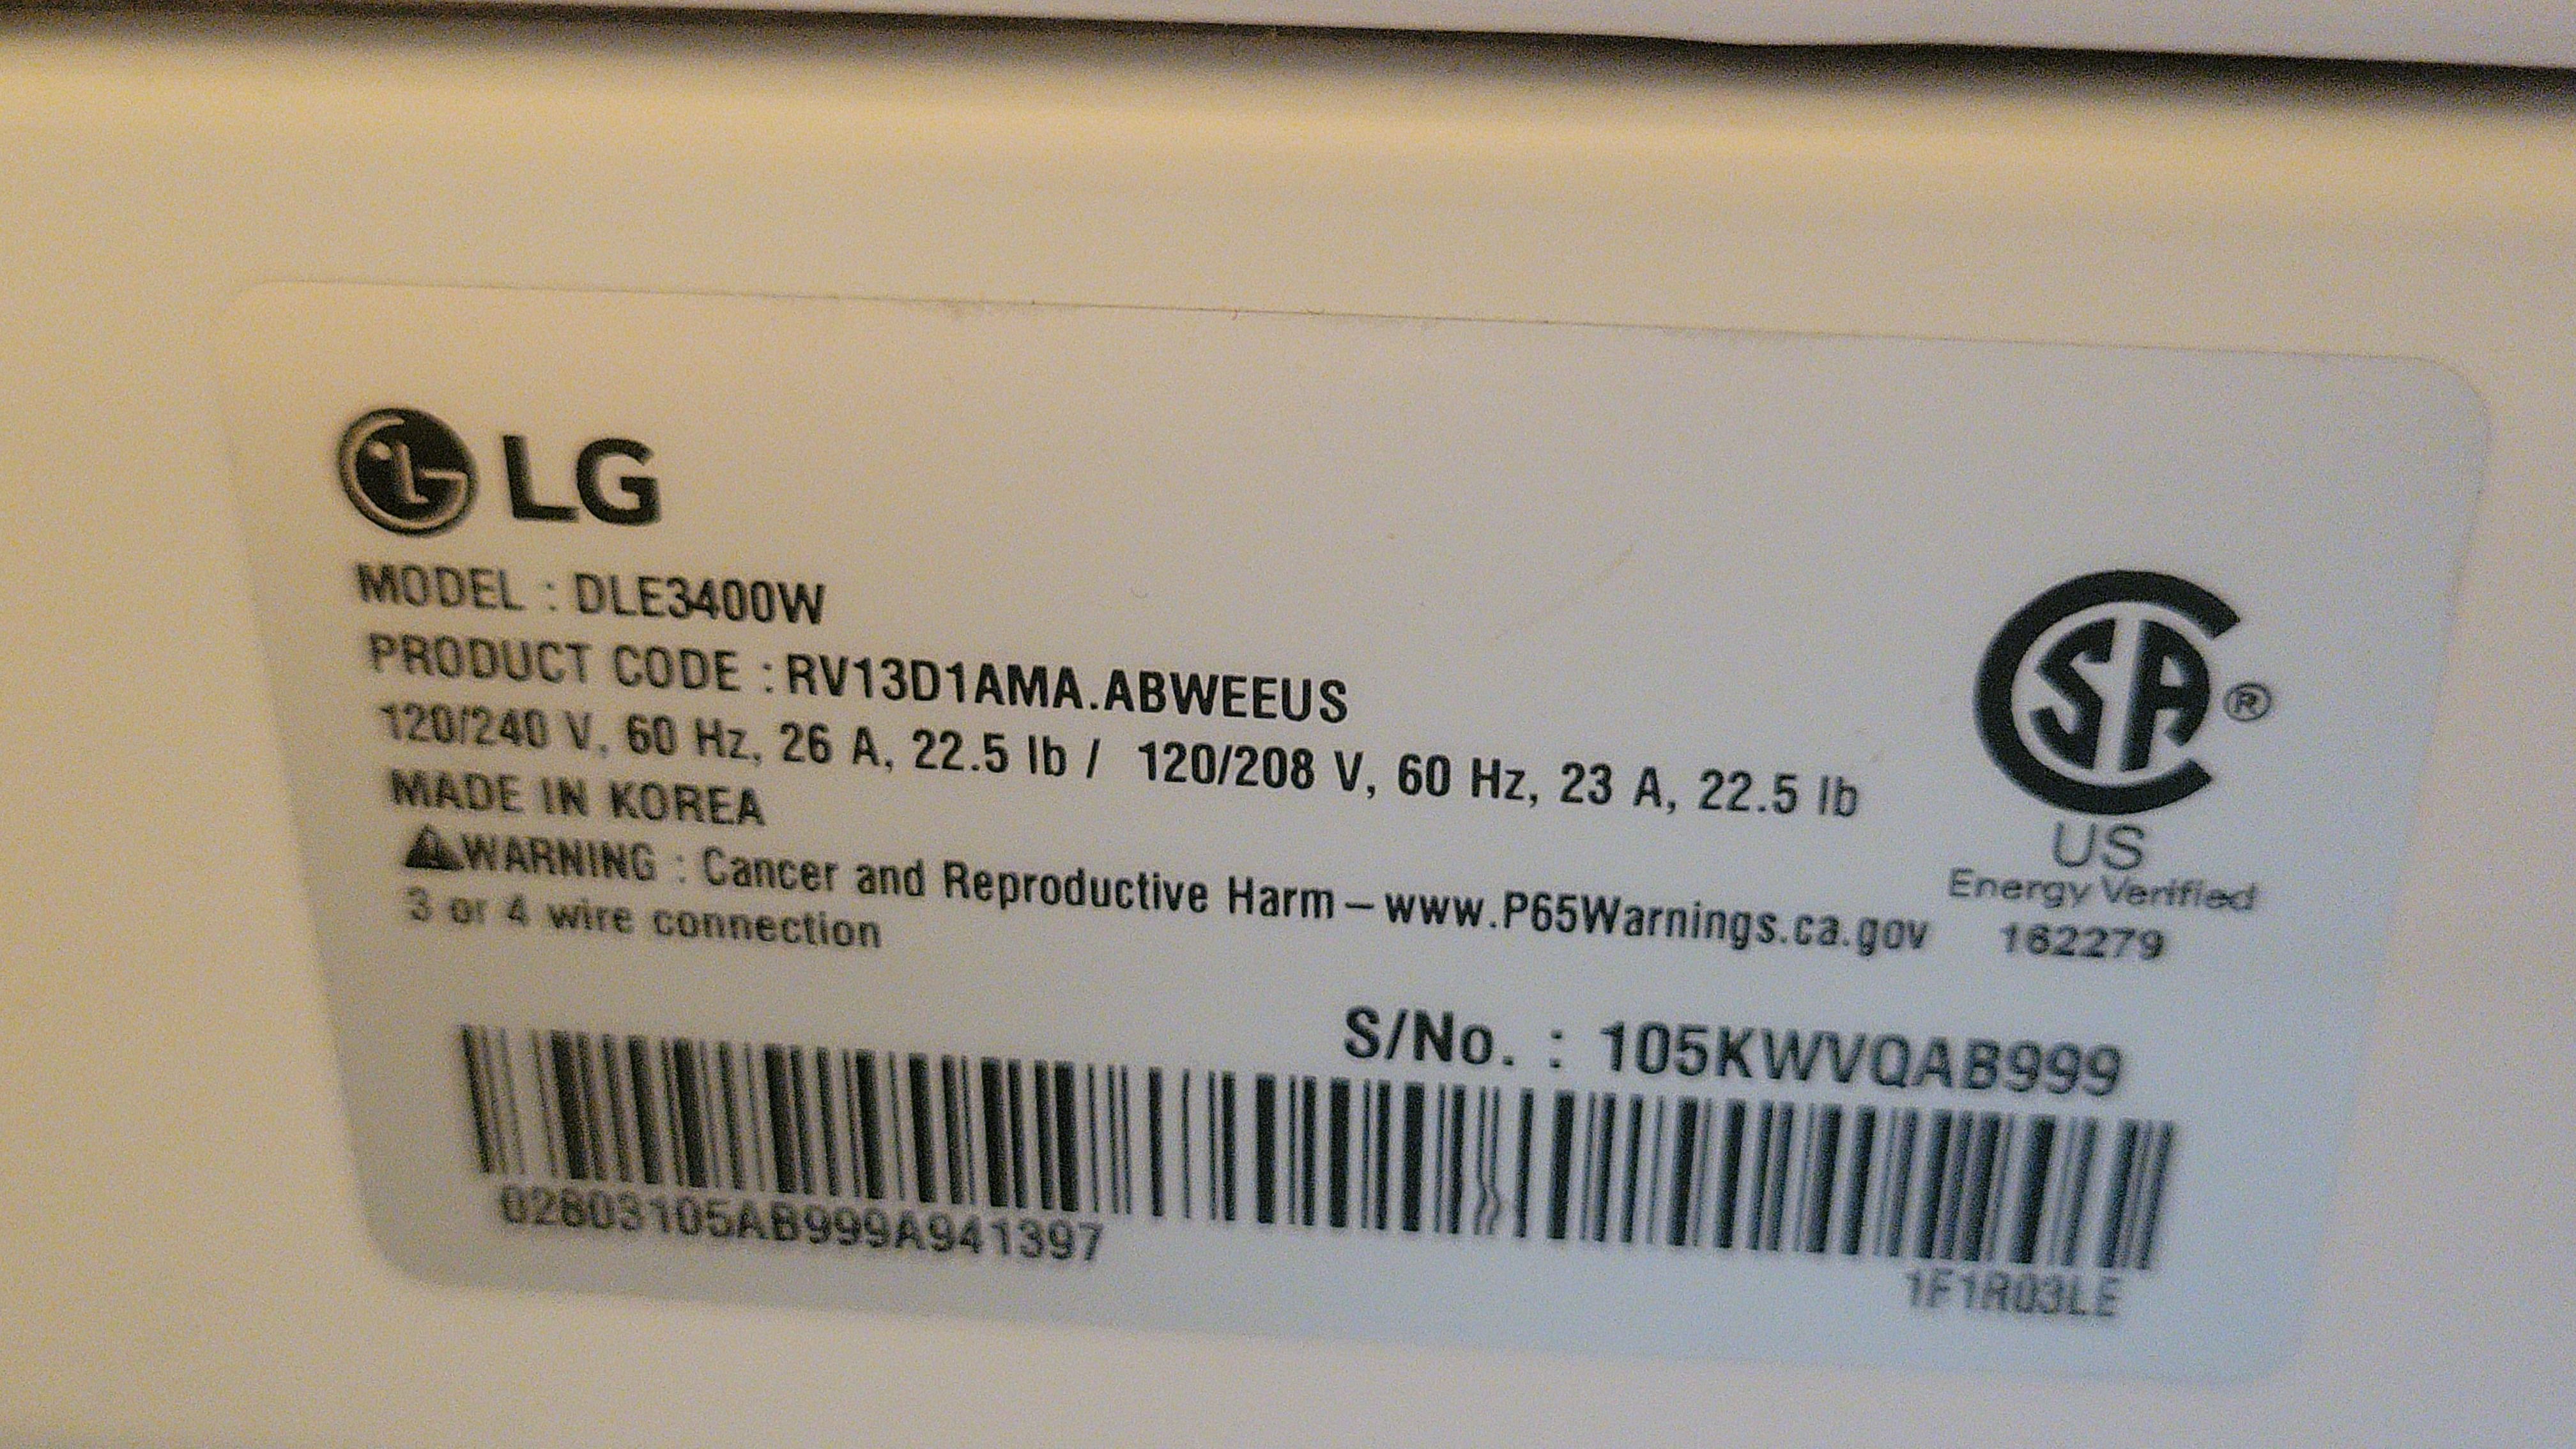 LG
MODEL : DLE3400W
PRODUCT CODE : RV13D1AMA.ABWEEUS
120/240 V, 60 Hz, 26 A, 22.5 lb / 120/208 V, 60 Hz, 23 A, 22.5 lb
MADE IN KOREA
⚠WARNING : Cancer and Reproductive Harm – www.P65Warnings.ca.gov
3 or 4 wire connection
CSA®
US
Energy Verified
162279
S/No. : 105KWVQAB999
02803105AB999A941397
1F1R03LE